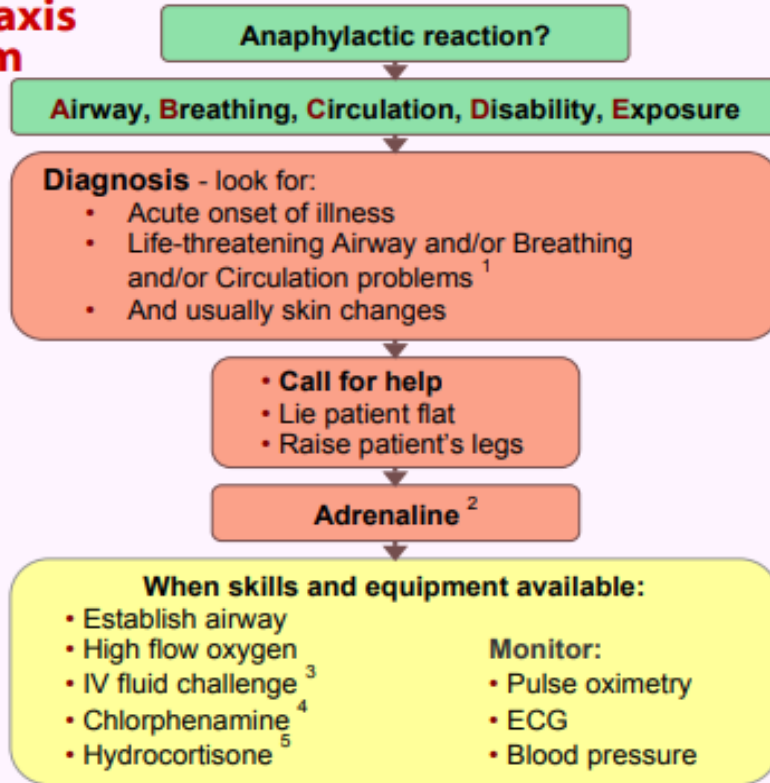 axis
m
Anaphylactic reaction?
Airway, Breathing, Circulation, Disability, Exposure
Diagnosis - look for:
• Acute onset of illness
• Life-threatening Airway and/or Breathing
and/or Circulation problems 1
• And usually skin changes
• Call for help
• Lie patient flat
• Raise patient's legs
Adrenaline 2
When skills and equipment available:
• Establish airway
• High flow oxygen
• IV fluid challenge 3
• Chlorphenamine 4
• Hydrocortisone 5
Monitor:
• Pulse oximetry
• ECG
• Blood pressure